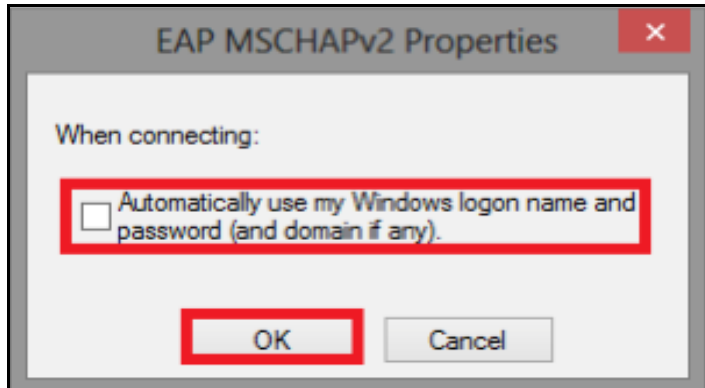 EAP MSCHAPv2 Properties
When connecting:
Automatically use my Windows logon name and
password (and domain if any).
OK
Cancel